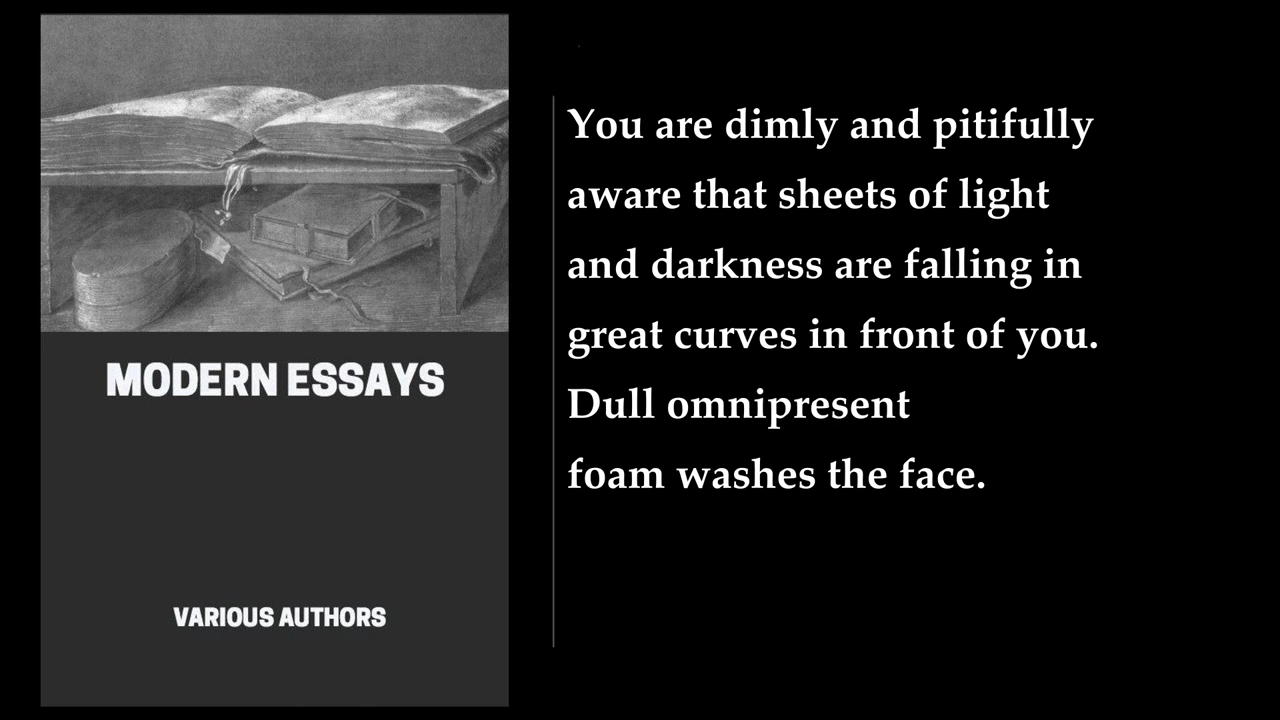 MODERN ESSAYS
VARIOUS AUTHORS
You are dimly and pitifully
aware that sheets of light
and darkness are falling in
great curves in front of you.
Dull omnipresent
foam washes the face.